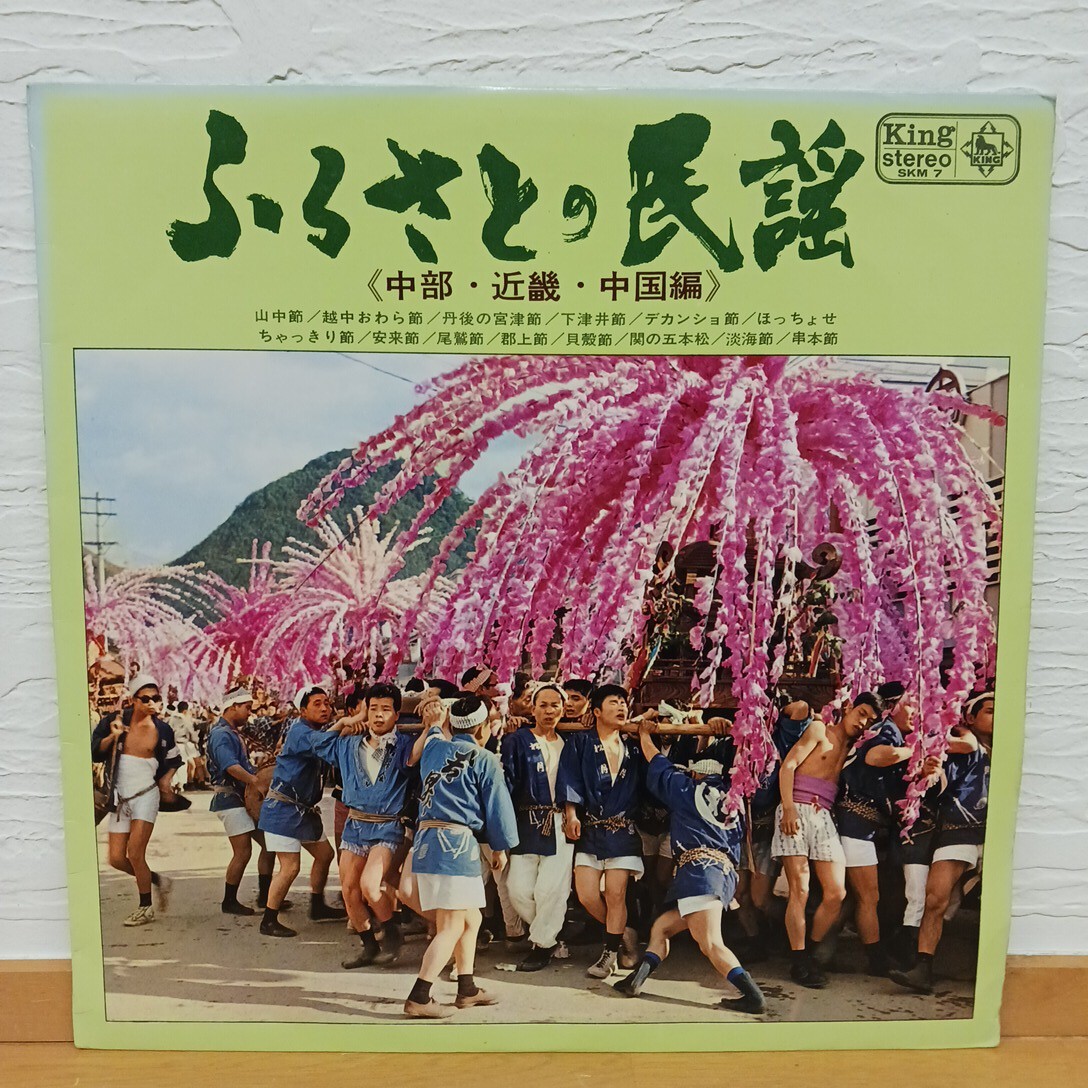 ふるさとの民謡
King
stereo
SKM 7
KING
《中部・近畿・中国編》
山中節/越中おわら節/丹後の宮津節/下津井節/デカンショ節/ほっちょせ
ちゃっきり節/安来節/尾鷲節/郡上節/貝殻節/関の五本松/淡海節/串本節